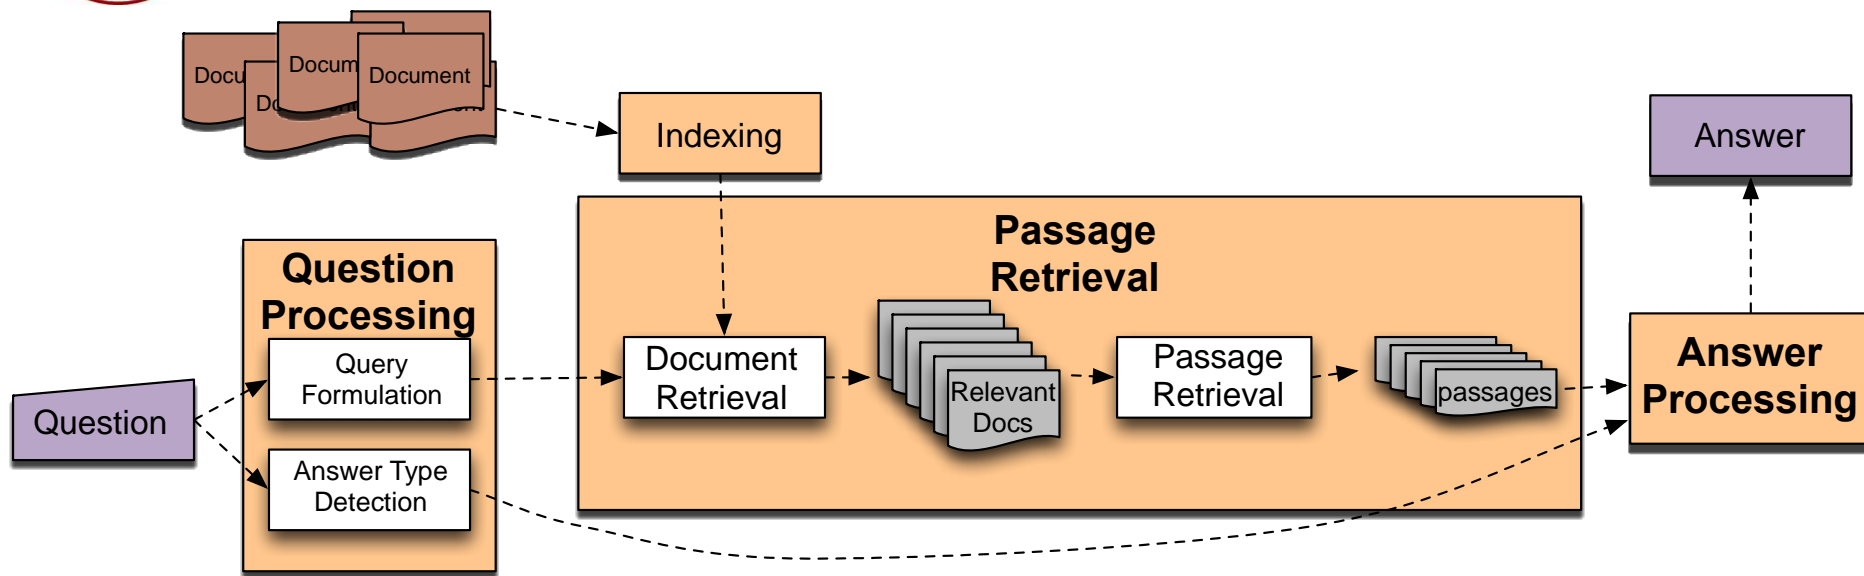 Document
Indexing
Answer
Passage
Retrieval
Question
Processing
Query
Formulation
Document
Retrieval
Relevant
Docs
Passage
Retrieval
passages
Answer
Processing
Question
Answer Type
Detection